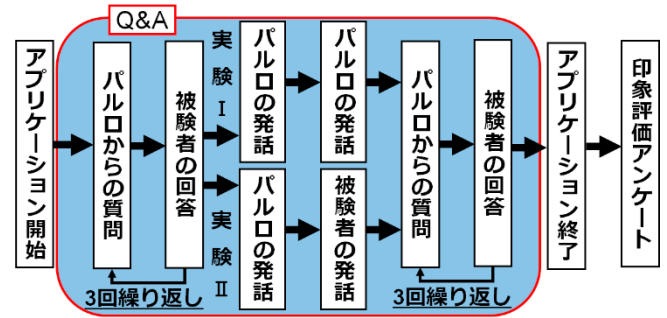 Q&A
アプリケーション開始
パルロからの質問
被験者の回答
3回繰り返し
実験Ⅰ
パルロの発話
パルロの発話
実験Ⅱ
パルロの発話
被験者の発話
パルロからの質問
被験者の回答
3回繰り返し
アプリケーション終了
印象評価アンケート